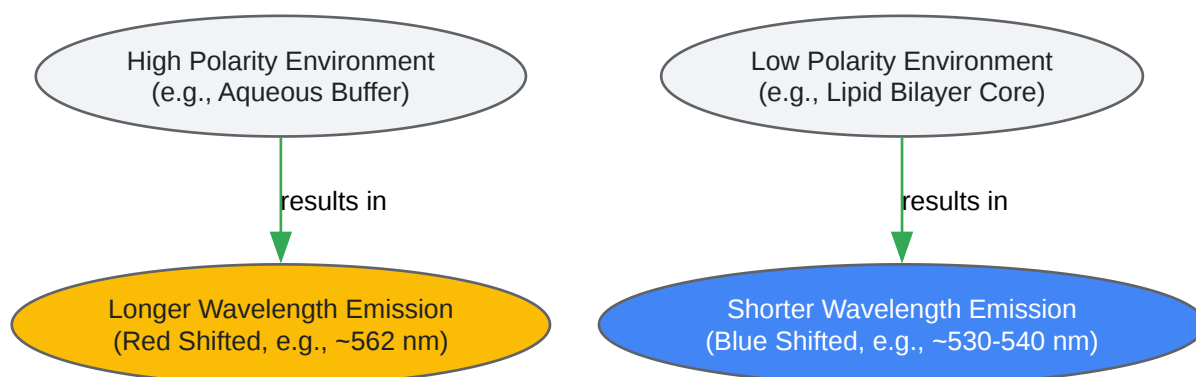 High Polarity Environment
(e.g., Aqueous Buffer)
Low Polarity Environment
(e.g., Lipid Bilayer Core)
results in
results in
Longer Wavelength Emission
(Red Shifted, e.g., ~562 nm)
Shorter Wavelength Emission
(Blue Shifted, e.g., ~530-540 nm)